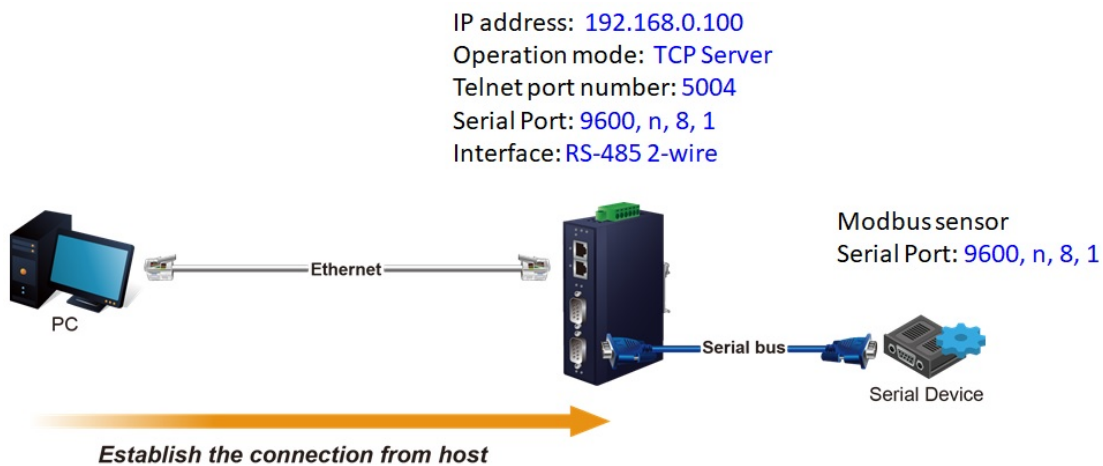 IP address: 192.168.0.100
Operation mode: TCP Server
Telnet port number: 5004
Serial Port: 9600, n, 8, 1
Interface: RS-485 2-wire
Modbus sensor
Serial Port: 9600, n, 8, 1
Ethernet
PC
Serial bus
Serial Device
Establish the connection from host